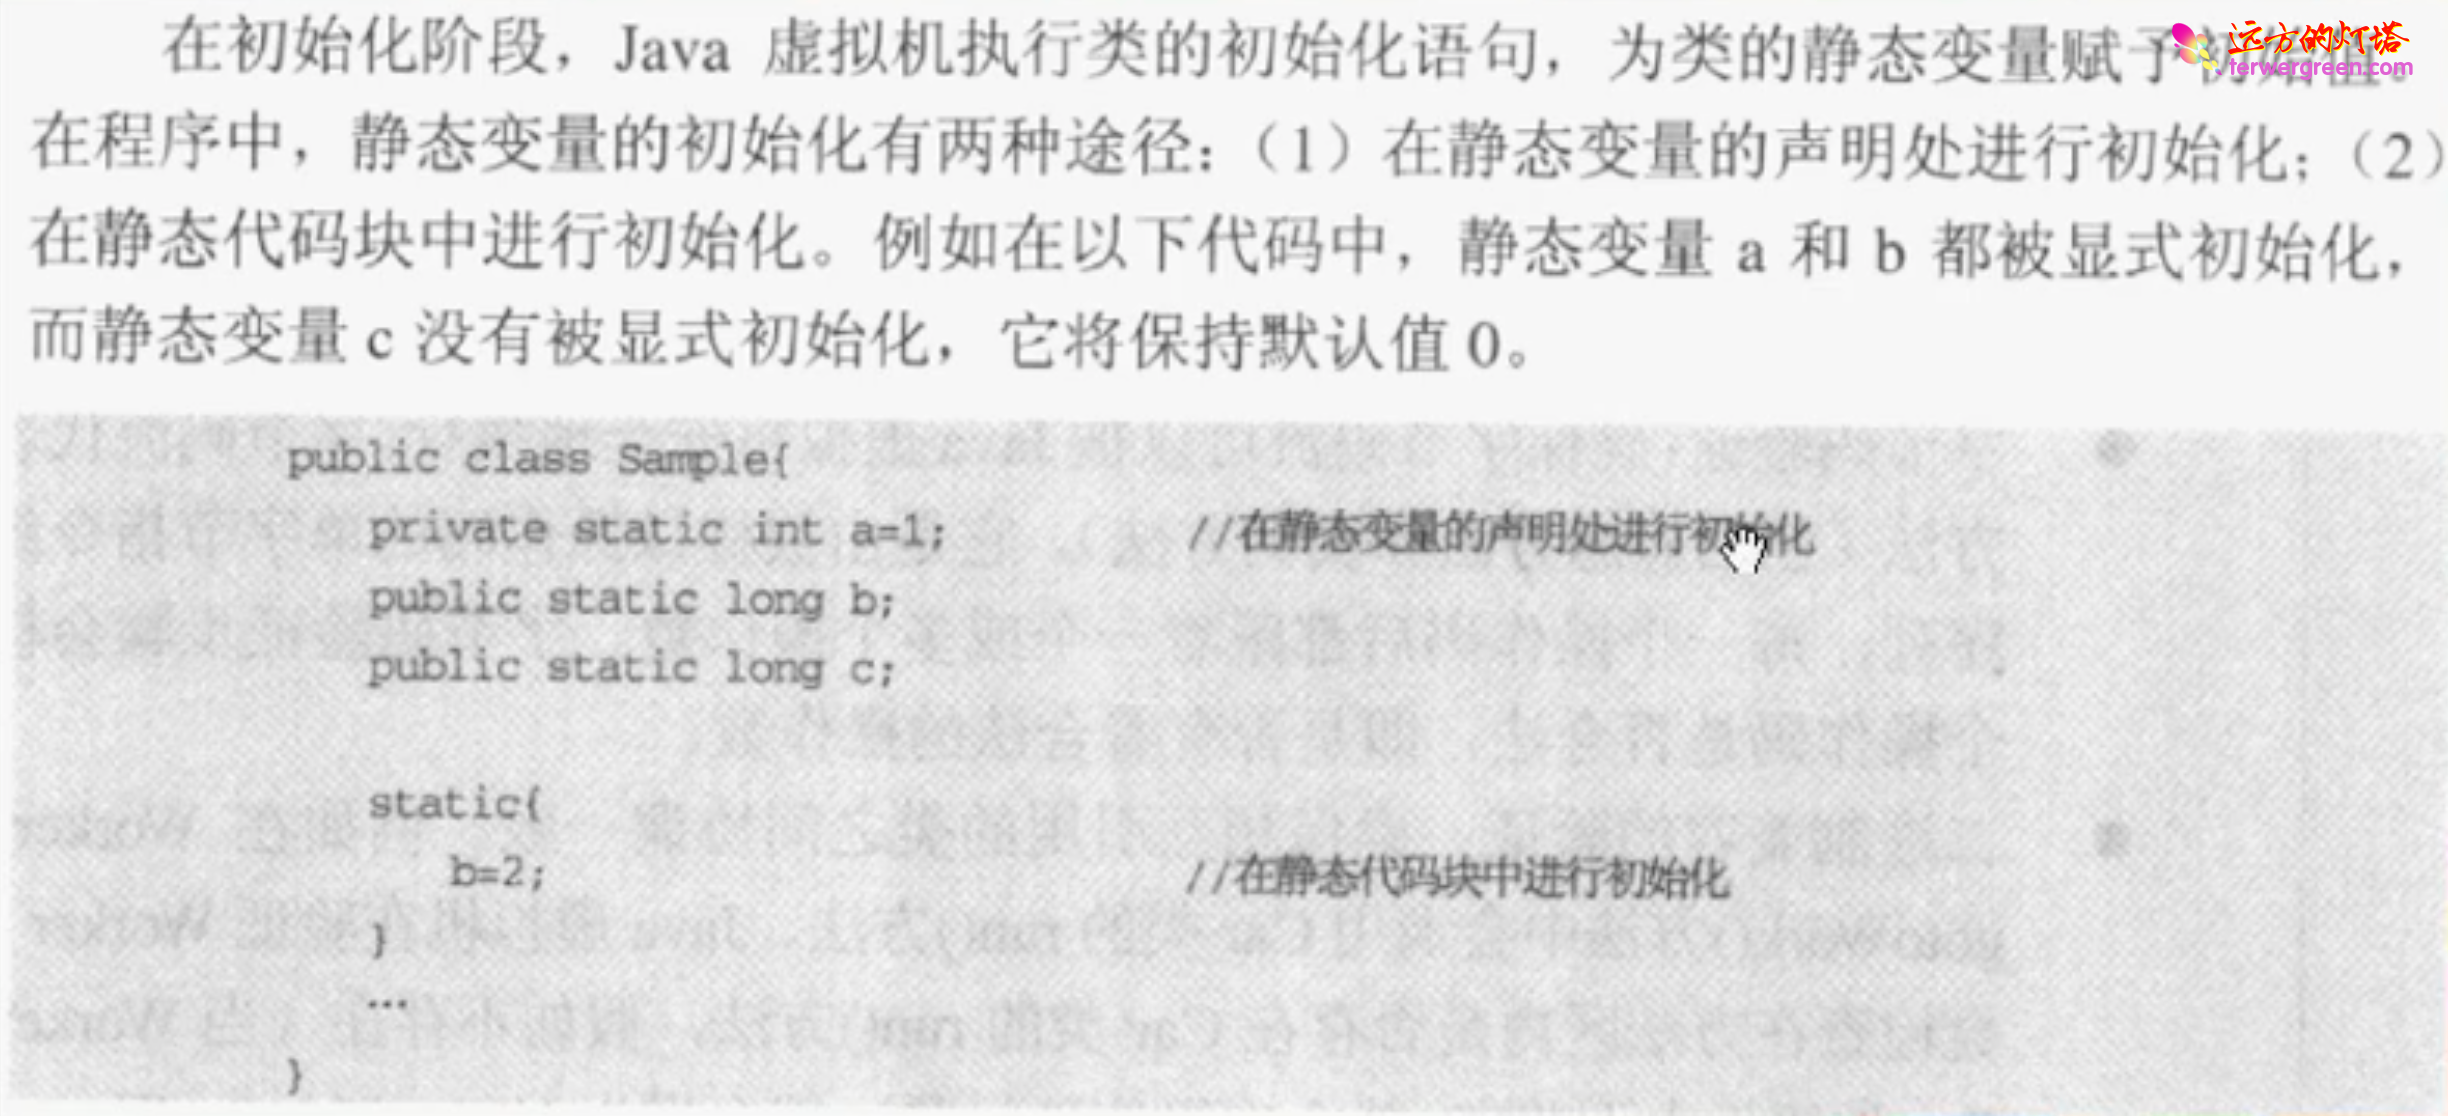 在初始化阶段，Java 虚拟机执行类的初始化语句，为类的静态变量赋予
远方的灯塔
terwergreen.com
在程序中，静态变量的初始化有两种途径：（1）在静态变量的声明处进行初始化；（2）
在静态代码块中进行初始化。例如在以下代码中，静态变量 a 和 b 都被显式初始化，
而静态变量 c 没有被显式初始化，它将保持默认值 0。
public class Sample{
private static int a=1; //在静态变量的声明处进行初始化
public static long b;
public static long c;
static{
b=2; //在静态代码块中进行初始化
}
...
}